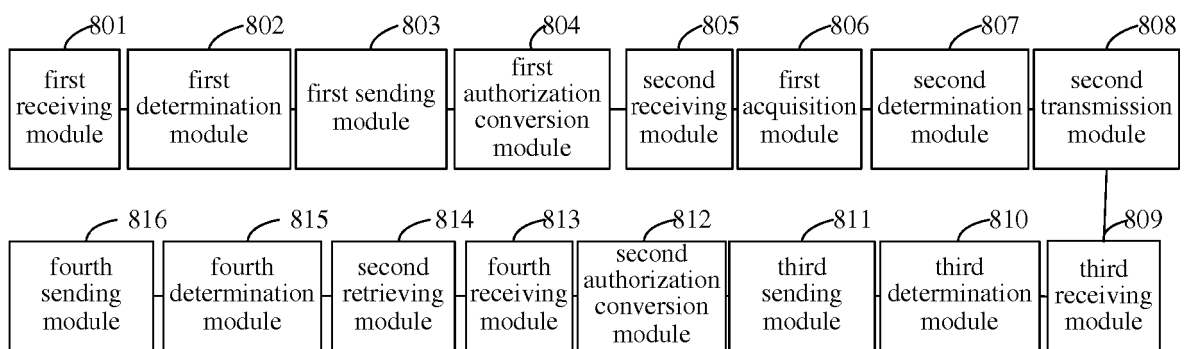 801
802
803
804
805
806
807
808
first
receiving
module
first
determination
module
first sending
module
first
authorization
conversion
module
second
receiving
module
first
acquisition
module
second
determination
module
second
transmission
module
816
815
814
813
812
811
810
809
fourth
sending
module
fourth
determination
module
second
retrieving
module
fourth
receiving
module
second
authorization
conversion
module
third
sending
module
third
determination
module
third
receiving
module